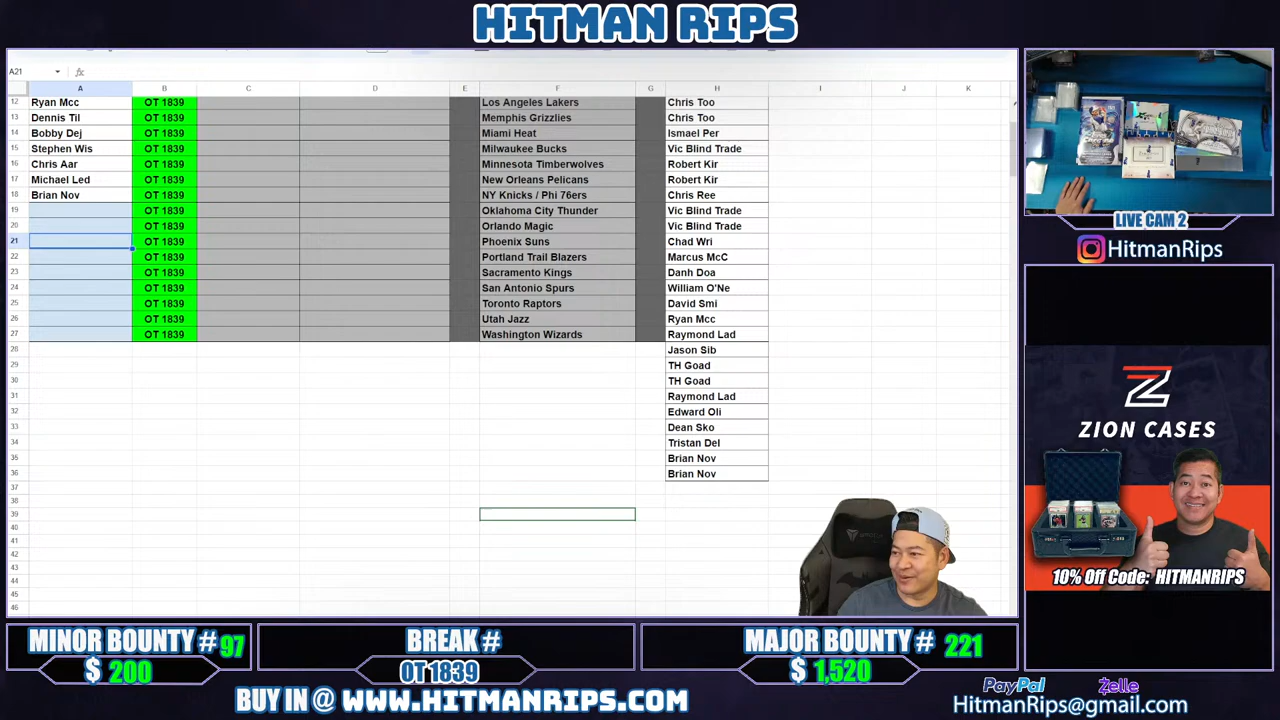 HITMAN RIPS
A21
A B C D E F G H I J K
12 Ryan Mcc OT 1839 Los Angeles Lakers Chris Too
13 Dennis Til OT 1839 Memphis Grizzlies Chris Too
14 Bobby Dej OT 1839 Miami Heat Ismael Per
15 Stephen Wis OT 1839 Milwaukee Bucks Vic Blind Trade
16 Chris Aar OT 1839 Minnesota Timberwolves Robert Kir
17 Michael Led OT 1839 New Orleans Pelicans Robert Kir
18 Brian Nov OT 1839 NY Knicks / Phi 76ers Chris Ree
19 OT 1839 Oklahoma City Thunder Vic Blind Trade
20 OT 1839 Orlando Magic Vic Blind Trade
21 OT 1839 Phoenix Suns Chad Wri
22 OT 1839 Portland Trail Blazers Marcus McC
23 OT 1839 Sacramento Kings Danh Doa
24 OT 1839 San Antonio Spurs William O'Ne
25 OT 1839 Toronto Raptors David Smi
26 OT 1839 Utah Jazz Ryan Mcc
27 OT 1839 Washington Wizards Raymond Lad
28 Jason Sib
29 TH Goad
30 TH Goad
31 Raymond Lad
32 Edward Oli
33 Dean Sko
34 Tristan Del
35 Brian Nov
36 Brian Nov
37
38
39
40
41
42
43
44
45
46
LIVE CAM 2
HitmanRips
Z
ZION CASES
10% Off Code: HITMANRIPS
MINOR BOUNTY # 97
$ 200
BREAK #
OT 1839
MAJOR BOUNTY # 221
$ 1,520
BUY IN @ WWW.HITMANRIPS.COM
PayPal Zelle
HitmanRips@gmail.com